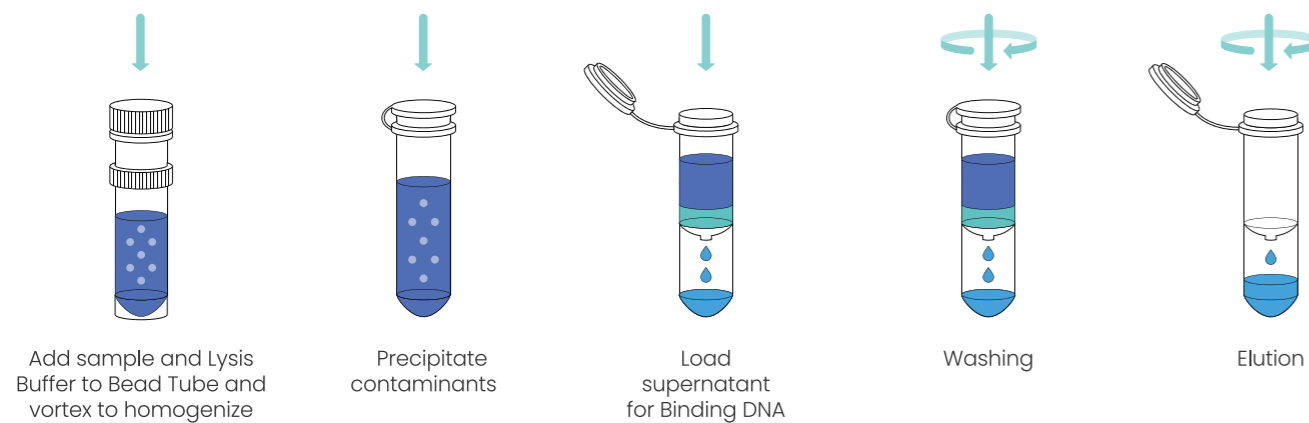 Add sample and Lysis
Buffer to Bead Tube and
vortex to homogenize
Precipitate
contaminants
Load
supernatant
for Binding DNA
Washing
Elution